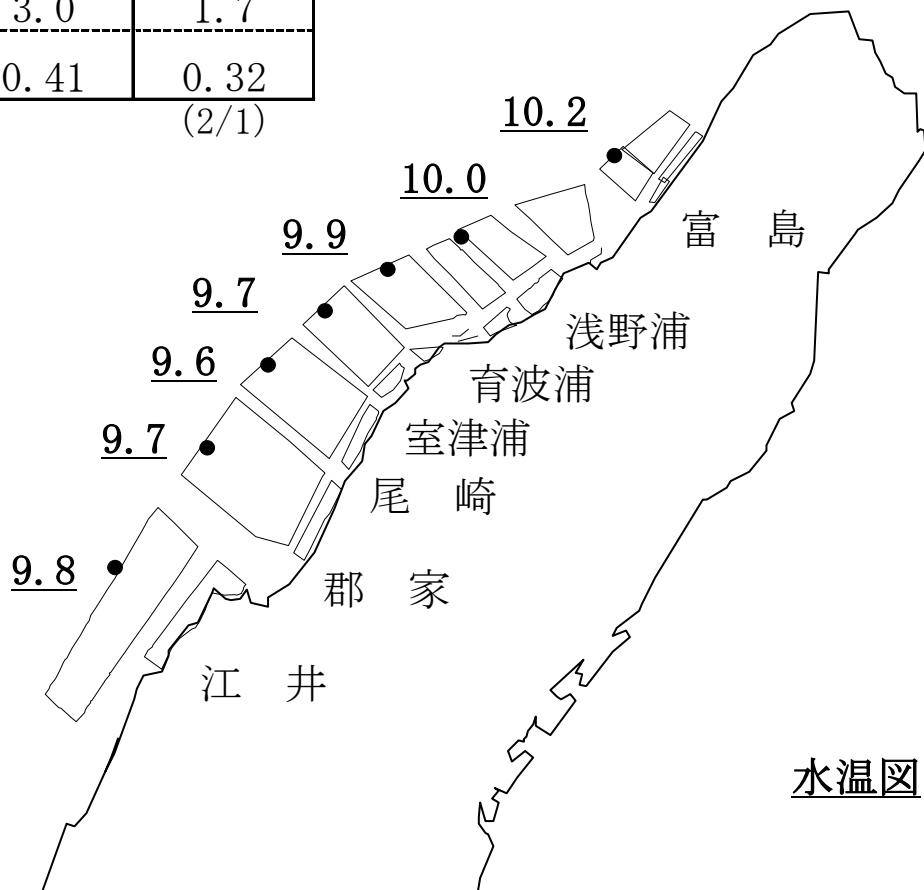 3.0 1.7
0.41 0.32
(2/1)
10.2
10.0
富 島
9.9
9.7
浅野浦
9.6
育波浦
9.7
室津浦
尾 崎
9.8
郡 家
江 井
水温図